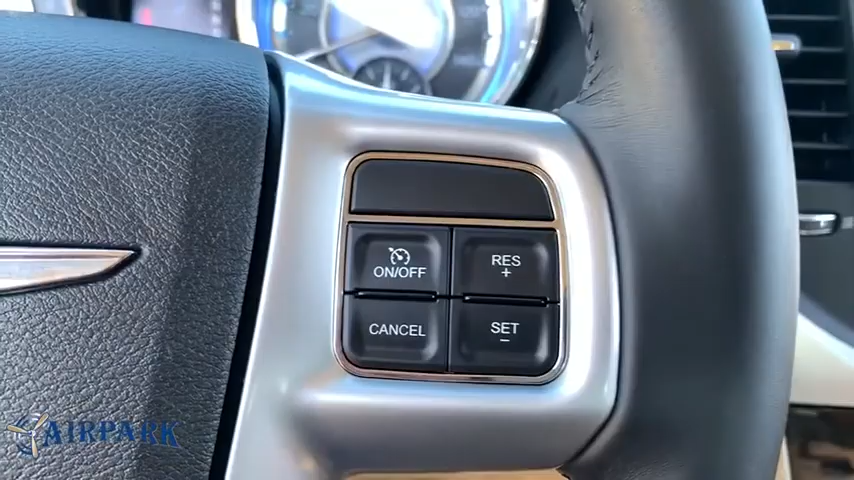 ON/OFF
RES
+
CANCEL
SET
−
AIRPARK